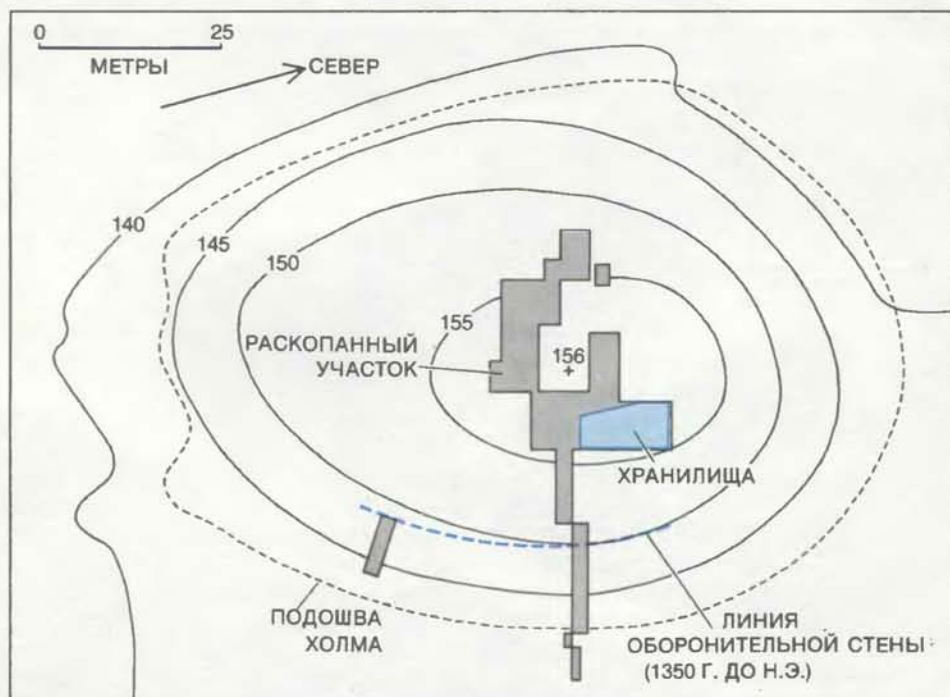 0 25
МЕТРЫ
СЕВЕР
140
145
150
155
РАСКОПАННЫЙ
УЧАСТОК
156
ХРАНИЛИЩА
ПОДОШВА
ХОЛМА
ЛИНИЯ
ОБОРОНИТЕЛЬНОЙ СТЕНЫ
(1350 Г. ДО Н.Э.)